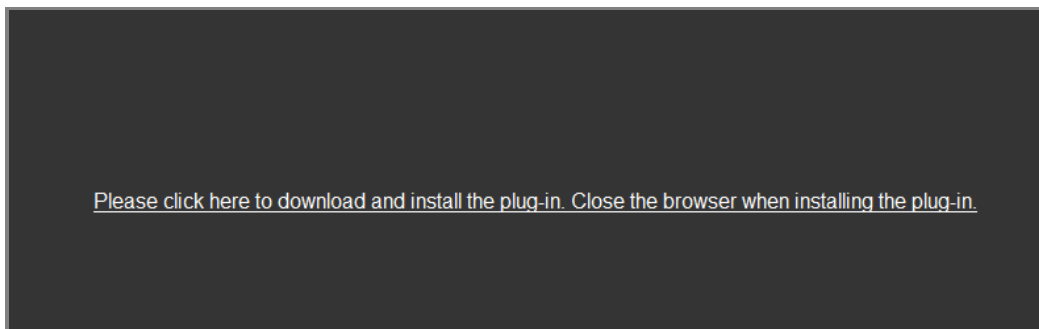 Please click here to download and install the plug-in. Close the browser when installing the plug-in.